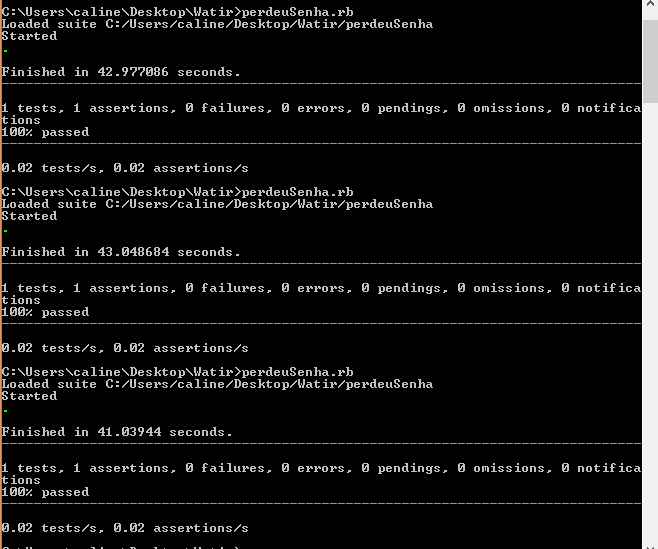 C:\Users\caline\Desktop\Watir>perdeuSenha.rb
Loaded suite C:/Users/caline/Desktop/Watir/perdeuSenha
Started
.
Finished in 42.977086 seconds.
--------------------------------------------------------------------------------
1 tests, 1 assertions, 0 failures, 0 errors, 0 pendings, 0 omissions, 0 notifica
tions
100% passed
--------------------------------------------------------------------------------
0.02 tests/s, 0.02 assertions/s
C:\Users\caline\Desktop\Watir>perdeuSenha.rb
Loaded suite C:/Users/caline/Desktop/Watir/perdeuSenha
Started
.
Finished in 43.048684 seconds.
--------------------------------------------------------------------------------
1 tests, 1 assertions, 0 failures, 0 errors, 0 pendings, 0 omissions, 0 notifica
tions
100% passed
--------------------------------------------------------------------------------
0.02 tests/s, 0.02 assertions/s
C:\Users\caline\Desktop\Watir>perdeuSenha.rb
Loaded suite C:/Users/caline/Desktop/Watir/perdeuSenha
Started
.
Finished in 41.03944 seconds.
--------------------------------------------------------------------------------
1 tests, 1 assertions, 0 failures, 0 errors, 0 pendings, 0 omissions, 0 notifica
tions
100% passed
--------------------------------------------------------------------------------
0.02 tests/s, 0.02 assertions/s